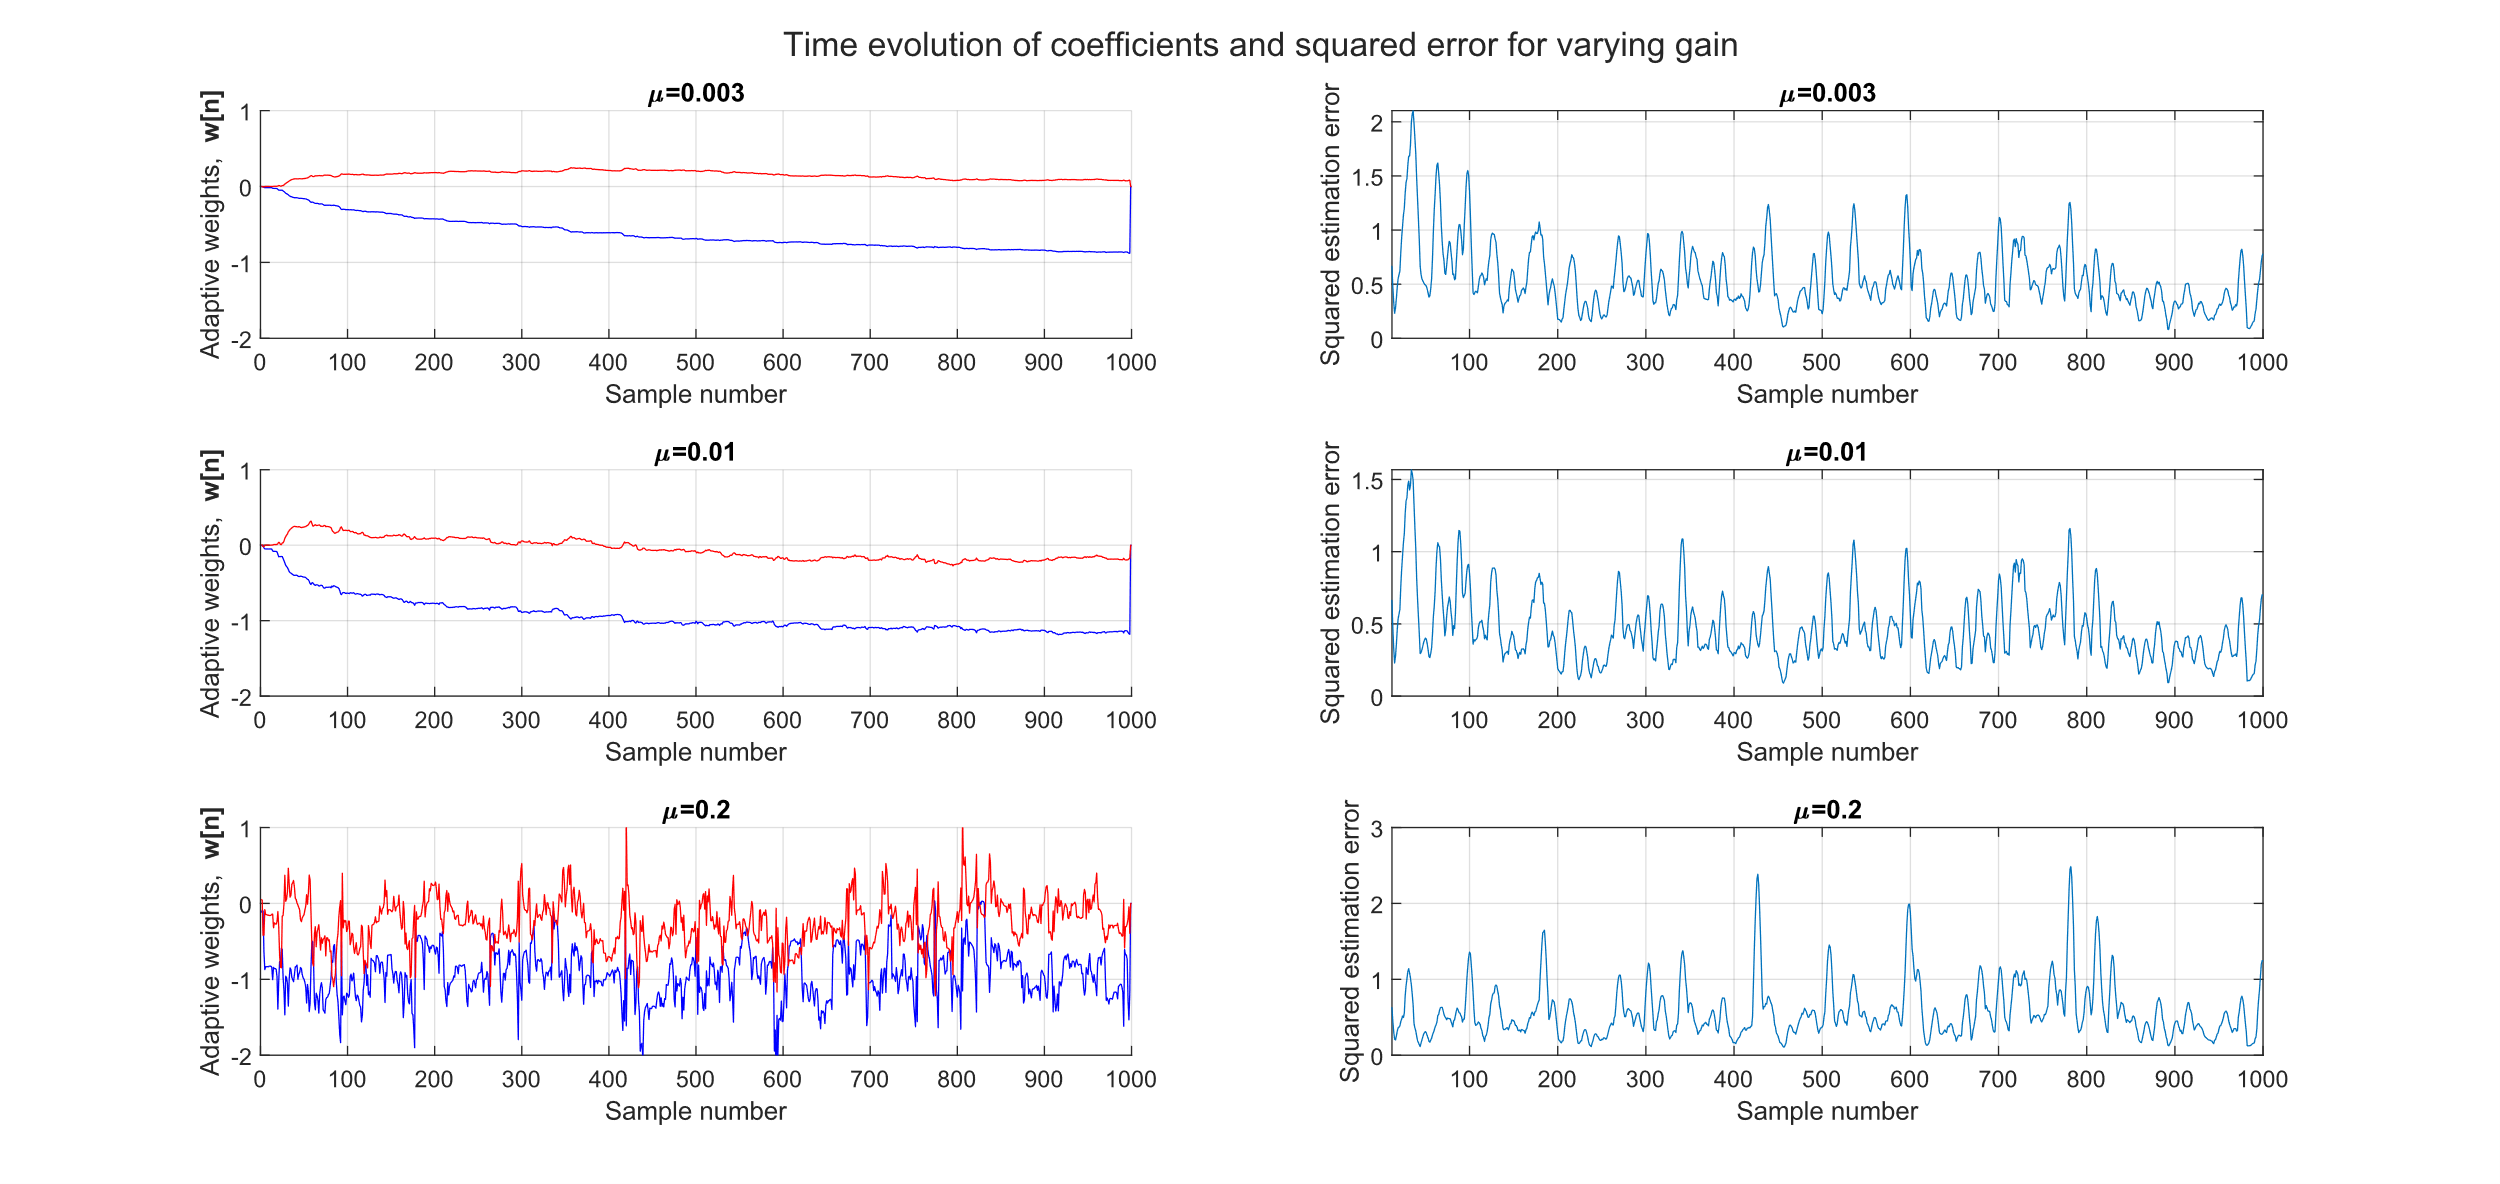 Time evolution of coefficients and squared error for varying gain
μ=0.003
Adaptive weights, w[n]
1
0
-1
-2
0 100 200 300 400 500 600 700 800 900 1000
Sample number
μ=0.003
Squared estimation error
2
1.5
1
0.5
0
100 200 300 400 500 600 700 800 900 1000
Sample number
μ=0.01
Adaptive weights, w[n]
1
0
-1
-2
0 100 200 300 400 500 600 700 800 900 1000
Sample number
μ=0.01
Squared estimation error
1.5
1
0.5
0
100 200 300 400 500 600 700 800 900 1000
Sample number
μ=0.2
Adaptive weights, w[n]
1
0
-1
-2
0 100 200 300 400 500 600 700 800 900 1000
Sample number
μ=0.2
Squared estimation error
3
2
1
0
100 200 300 400 500 600 700 800 900 1000
Sample number